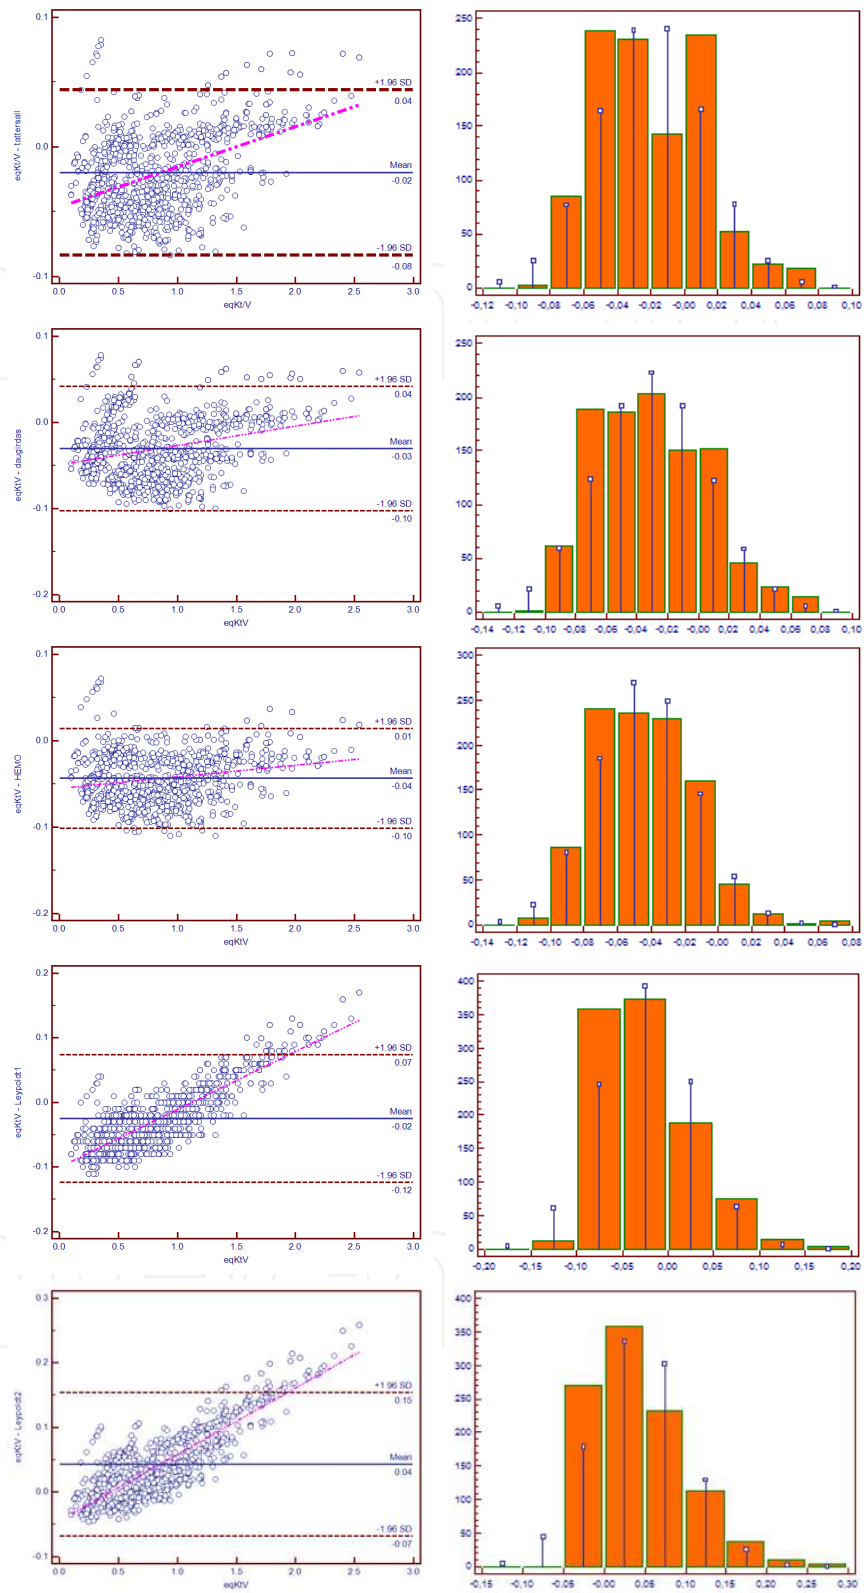 0.1
0.0
-0.1
eqKt/V - tattersall
+1.96 SD
0.04
Mean
-0.02
-1.96 SD
-0.08
0.0 0.5 1.0 1.5 2.0 2.5 3.0
eqKt/V
250
200
150
100
50
0
-0,12 -0,10 -0,08 -0,06 -0,04 -0,02 -0,00 0,02 0,04 0,06 0,08 0,10
0.1
0.0
-0.1
-0.2
eqKtV - daugirdas
+1.96 SD
0.04
Mean
-0.03
-1.96 SD
-0.10
0.0 0.5 1.0 1.5 2.0 2.5 3.0
eqKtV
250
200
150
100
50
0
-0,14 -0,12 -0,10 -0,08 -0,06 -0,04 -0,02 -0,00 0,02 0,04 0,06 0,08 0,10
0.1
0.0
-0.1
-0.2
eqKtV - HEMO
+1.96 SD
0.01
Mean
-0.04
-1.96 SD
-0.10
0.0 0.5 1.0 1.5 2.0 2.5 3.0
eqKtV
300
250
200
150
100
50
0
-0,14 -0,12 -0,10 -0,08 -0,06 -0,04 -0,02 -0,00 0,02 0,04 0,06 0,08
0.2
0.1
0.0
-0.1
-0.2
eqKtV - Leypoldt1
+1.96 SD
0.07
Mean
-0.02
-1.96 SD
-0.12
0.0 0.5 1.0 1.5 2.0 2.5 3.0
eqKtV
400
350
300
250
200
150
100
50
0
-0,20 -0,15 -0,10 -0,05 0,00 0,05 0,10 0,15 0,20
0.3
0.2
0.1
0.0
-0.1
eqKtV - Leypoldt2
+1.96 SD
0.15
Mean
0.04
-1.96 SD
-0.07
0.0 0.5 1.0 1.5 2.0 2.5 3.0
eqKtV
400
350
300
250
200
150
100
50
0
-0,15 -0,10 -0,05 -0,00 0,05 0,10 0,15 0,20 0,25 0,30